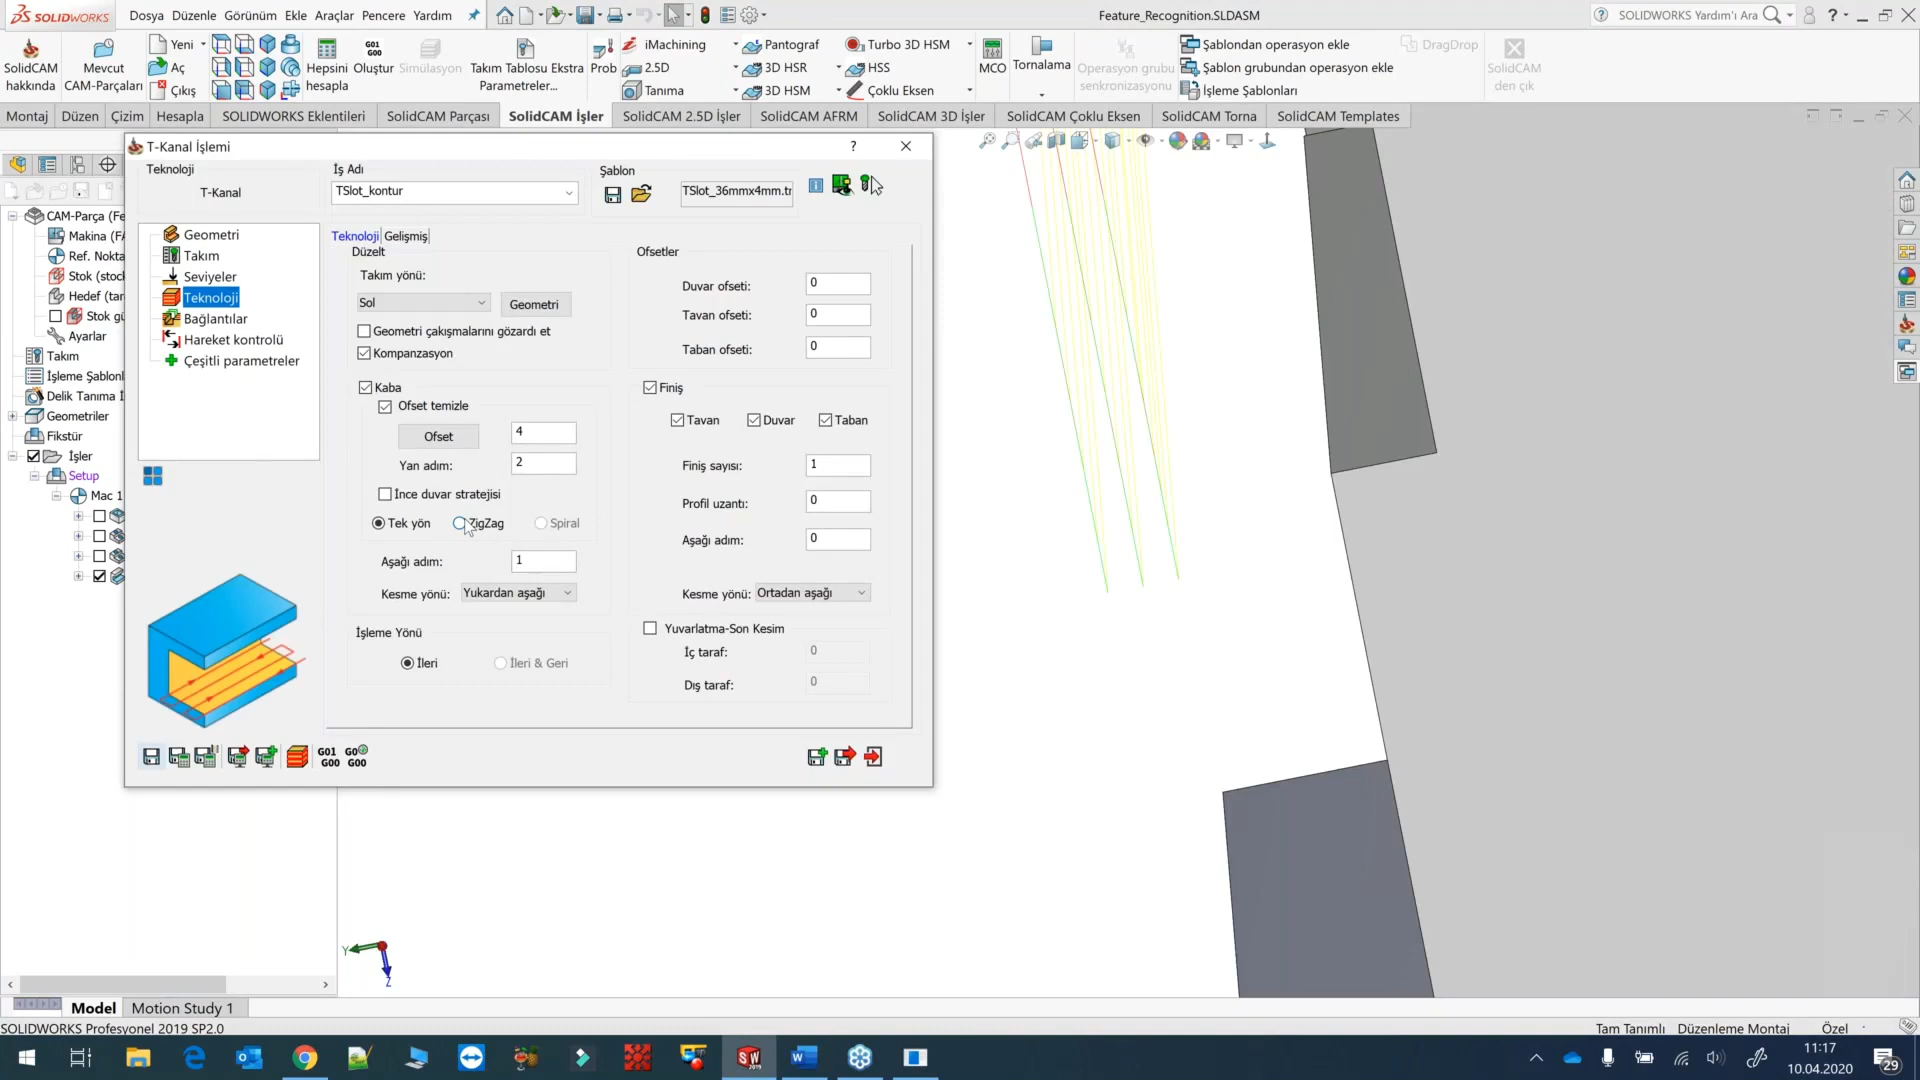 SOLIDWORKS
Dosya Düzenle Görünüm Ekle Araçlar Pencere Yardım
Feature_Recognition.SLDASM
SOLIDWORKS Yardım'ı Ara
SolidCAM hakkında
Mevcut CAM-Parçaları
Yeni
Aç
Çıkış
Hepsini hesapla
G01
G00
Oluştur
Simülasyon
Takım Tablosu Ekstra Parametreler...
Prob
iMachining
2.5D
Tanıma
Pantograf
3D HSR
3D HSM
Turbo 3D HSM
HSS
Çoklu Eksen
MCO
Tornalama
Operasyon grubu senkronizasyonu
Şablondan operasyon ekle
Şablon grubundan operasyon ekle
İşleme Şablonları
DragDrop
SolidCAM den çık
Montaj Düzen Çizim Hesapla SOLIDWORKS Eklentileri SolidCAM Parçası SolidCAM İşler SolidCAM 2.5D İşler SolidCAM AFRM SolidCAM 3D İşler SolidCAM Çoklu Eksen SolidCAM Torna SolidCAM Templates
CAM-Parça (Fe
Makina (FA
Ref. Nokta
Stok (stock
Hedef (tar
Stok gü
Ayarlar
Takım
İşleme Şablonl
Delik Tanıma İ
Geometriler
Fikstür
İşler
Setup
Mac 1
T-Kanal İşlemi
?
Teknoloji
T-Kanal
İş Adı
TSlot_kontur
Şablon
TSlot_36mmx4mm.tr
Geometri
Takım
Seviyeler
Teknoloji
Bağlantılar
Hareket kontrolü
Çeşitli parametreler
Teknoloji Gelişmiş
Düzelt
Takım yönü:
Sol
Geometri
Geometri çakışmalarını gözardı et
Kompanzasyon
Kaba
Ofset temizle
Ofset 4
Yan adım: 2
İnce duvar stratejisi
Tek yön ZigZag Spiral
Aşağı adım: 1
Kesme yönü: Yukardan aşağı
İşleme Yönü
İleri İleri & Geri
Ofsetler
Duvar ofseti: 0
Tavan ofseti: 0
Taban ofseti: 0
Finiş
Tavan Duvar Taban
Finiş sayısı: 1
Profil uzantı: 0
Aşağı adım: 0
Kesme yönü: Ortadan aşağı
Yuvarlatma-Son Kesim
İç taraf: 0
Dış taraf: 0
G01
G00
G0
G00
Y
Z
Model Motion Study 1
SOLIDWORKS Profesyonel 2019 SP2.0
Tam Tanımlı Düzenleme Montaj Özel
11:17
10.04.2020
29